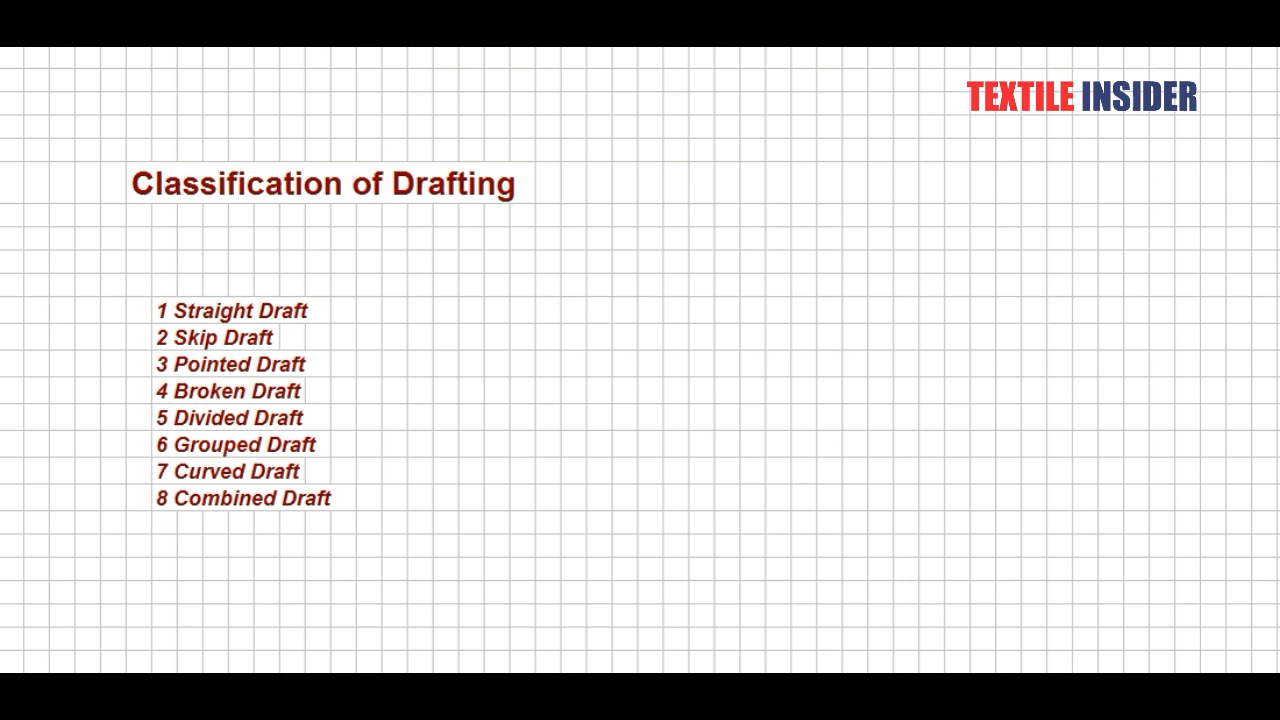 TEXTILE INSIDER
Classification of Drafting
1 Straight Draft
2 Skip Draft
3 Pointed Draft
4 Broken Draft
5 Divided Draft
6 Grouped Draft
7 Curved Draft
8 Combined Draft